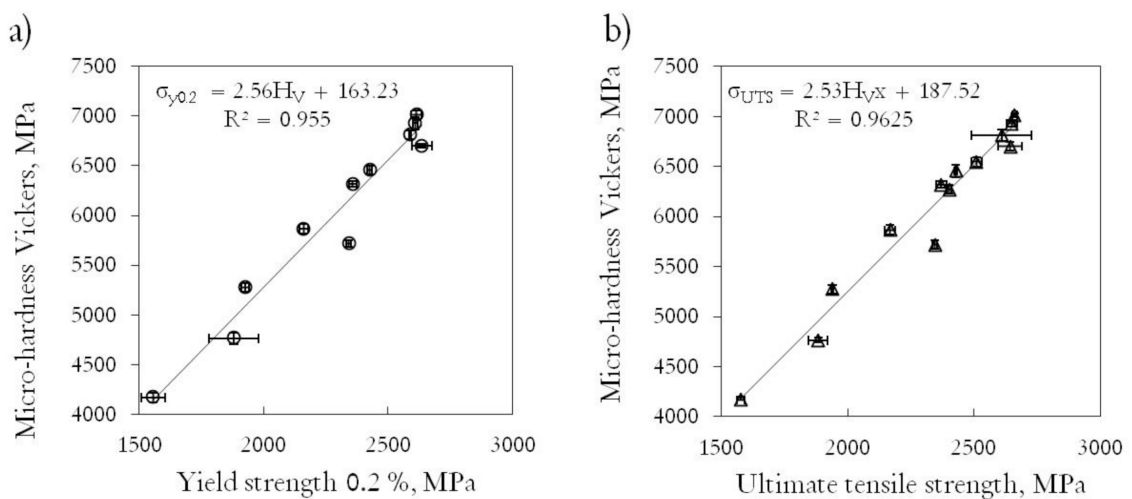 a)
Micro-hardness Vickers, MPa
7500
7000
6500
6000
5500
5000
4500
4000
σy0.2 = 2.56HV + 163.23
R² = 0.955
1500 2000 2500 3000
Yield strength 0.2 %, MPa
b)
Micro-hardness Vickers, MPa
7500
7000
6500
6000
5500
5000
4500
4000
σUTS = 2.53HVx + 187.52
R² = 0.9625
1500 2000 2500 3000
Ultimate tensile strength, MPa